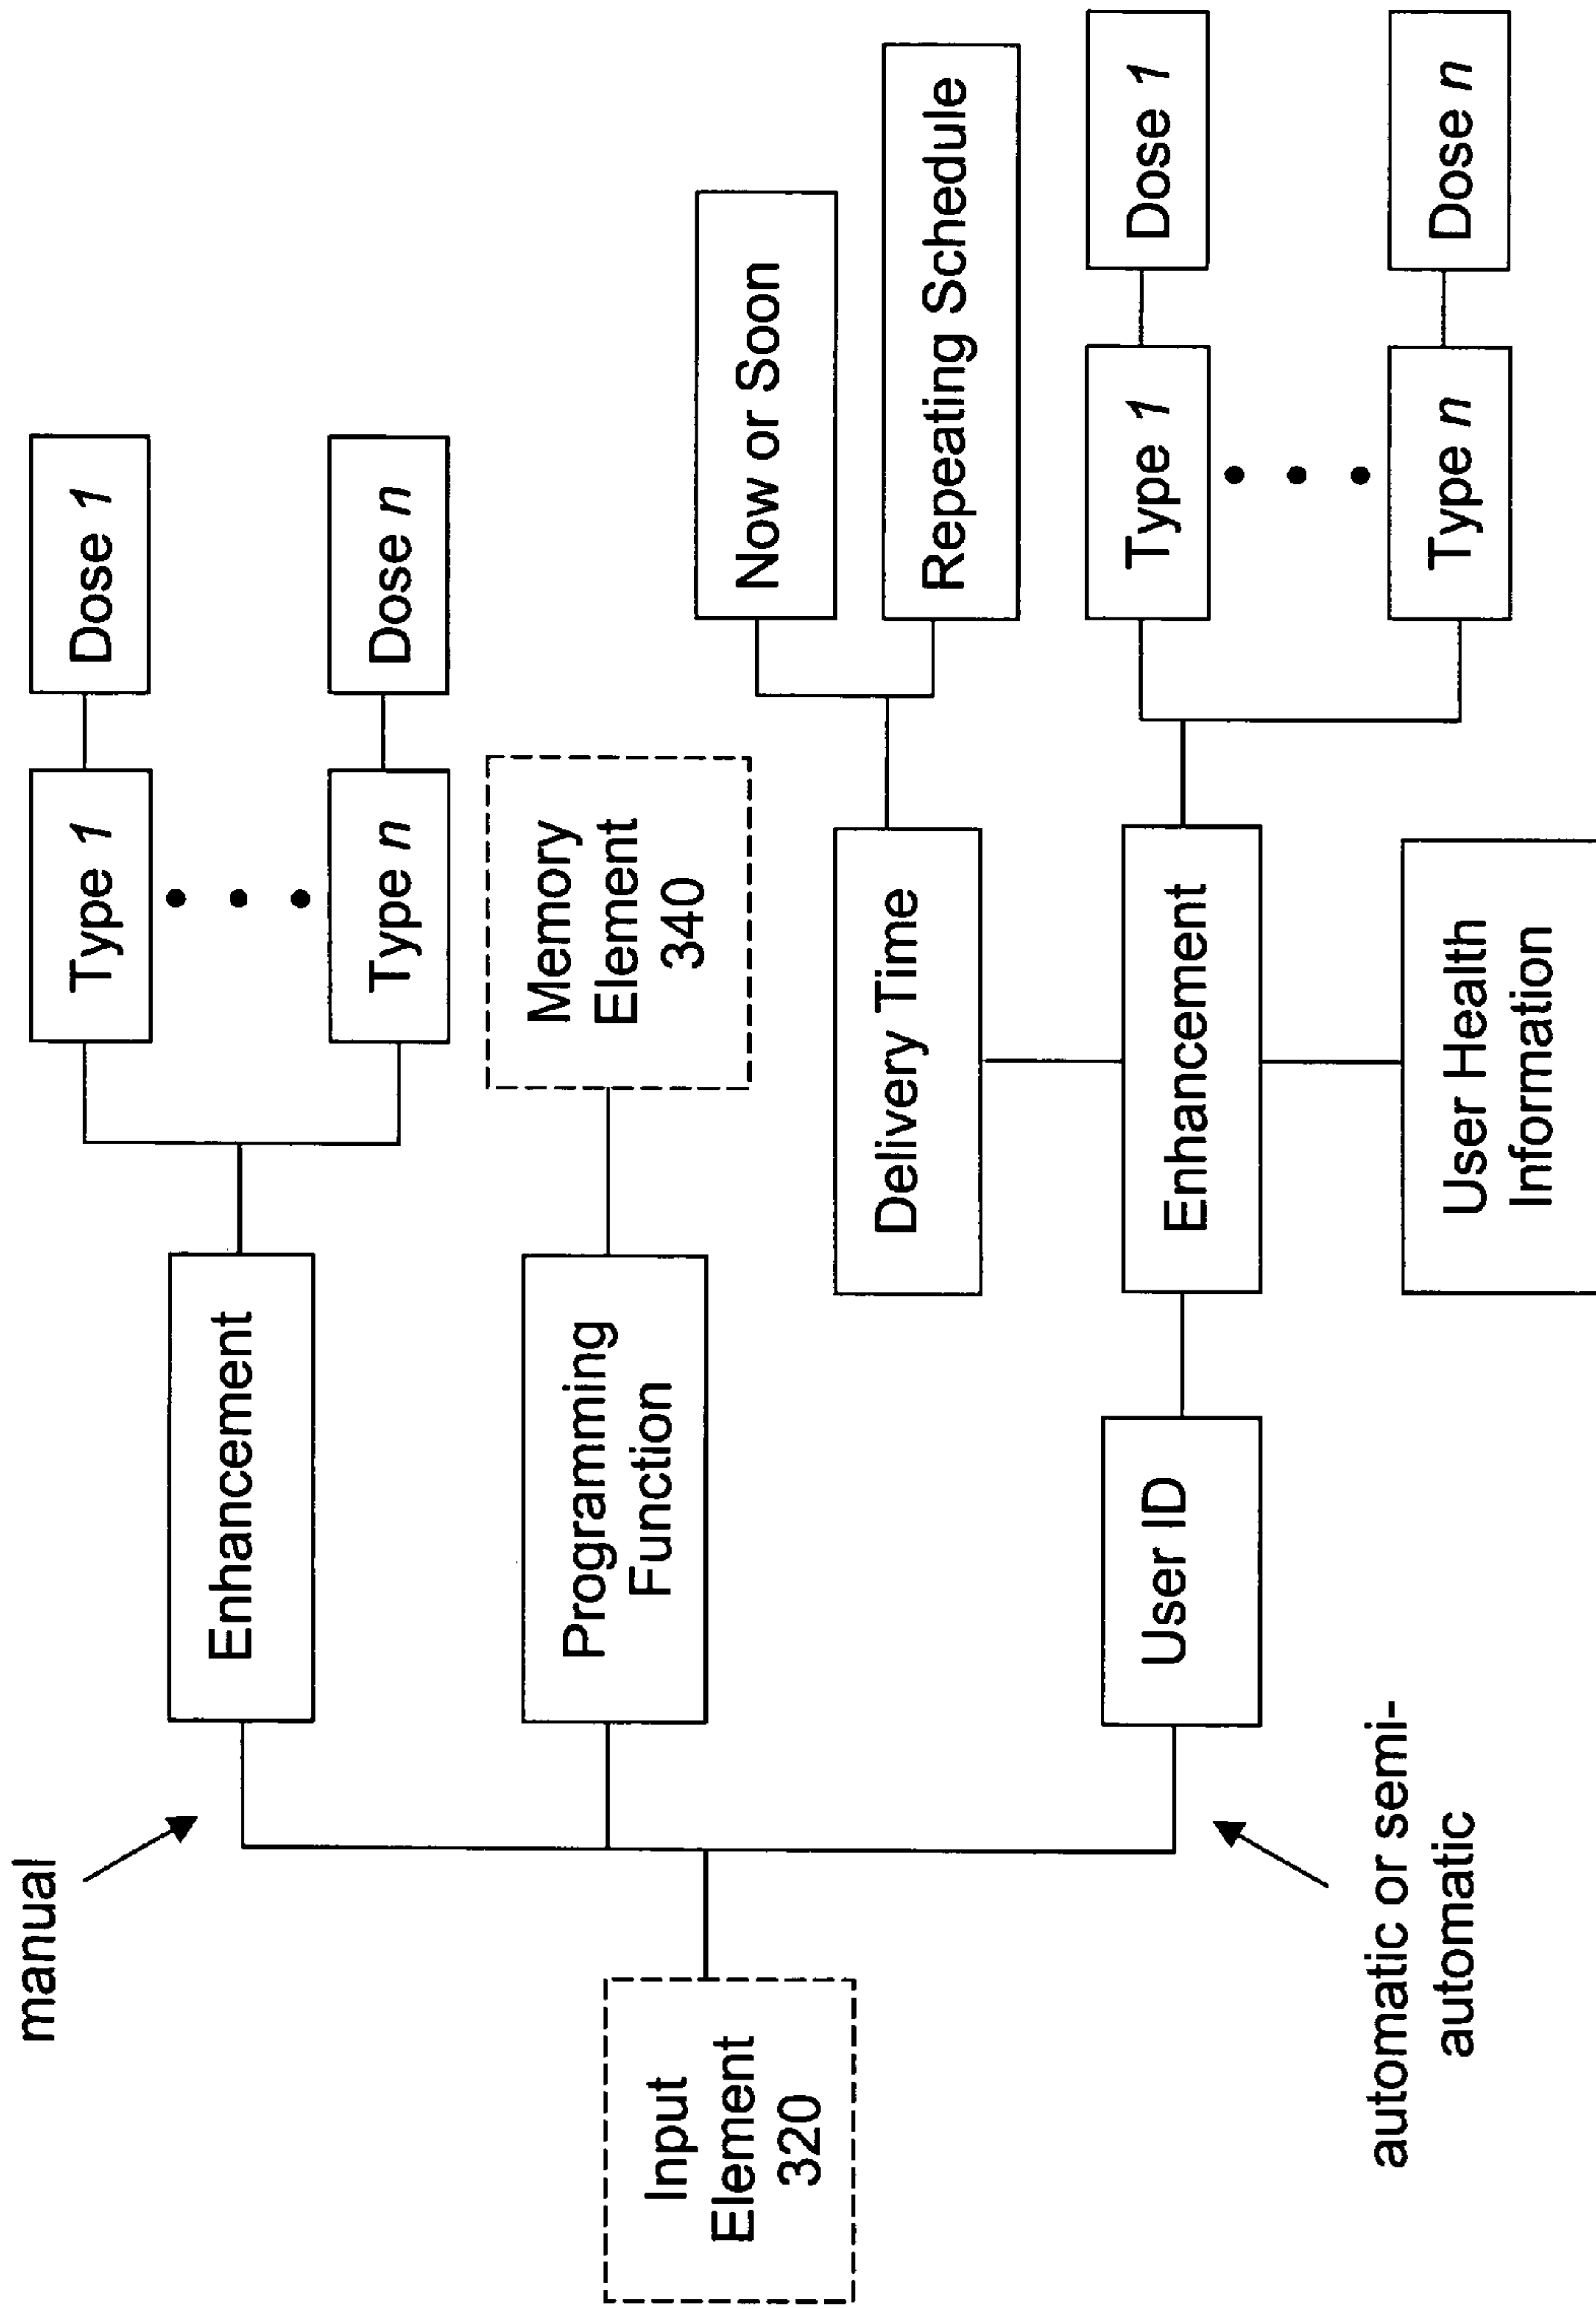 manual
Enhancement
Type 1
Dose 1
Type n
Dose n
Input
Element
320
Programming
Function
Memory
Element
340
Delivery Time
Now or Soon
Repeating Schedule
automatic or semi-
automatic
User ID
Enhancement
Type 1
Dose 1
Type n
Dose n
User Health
Information